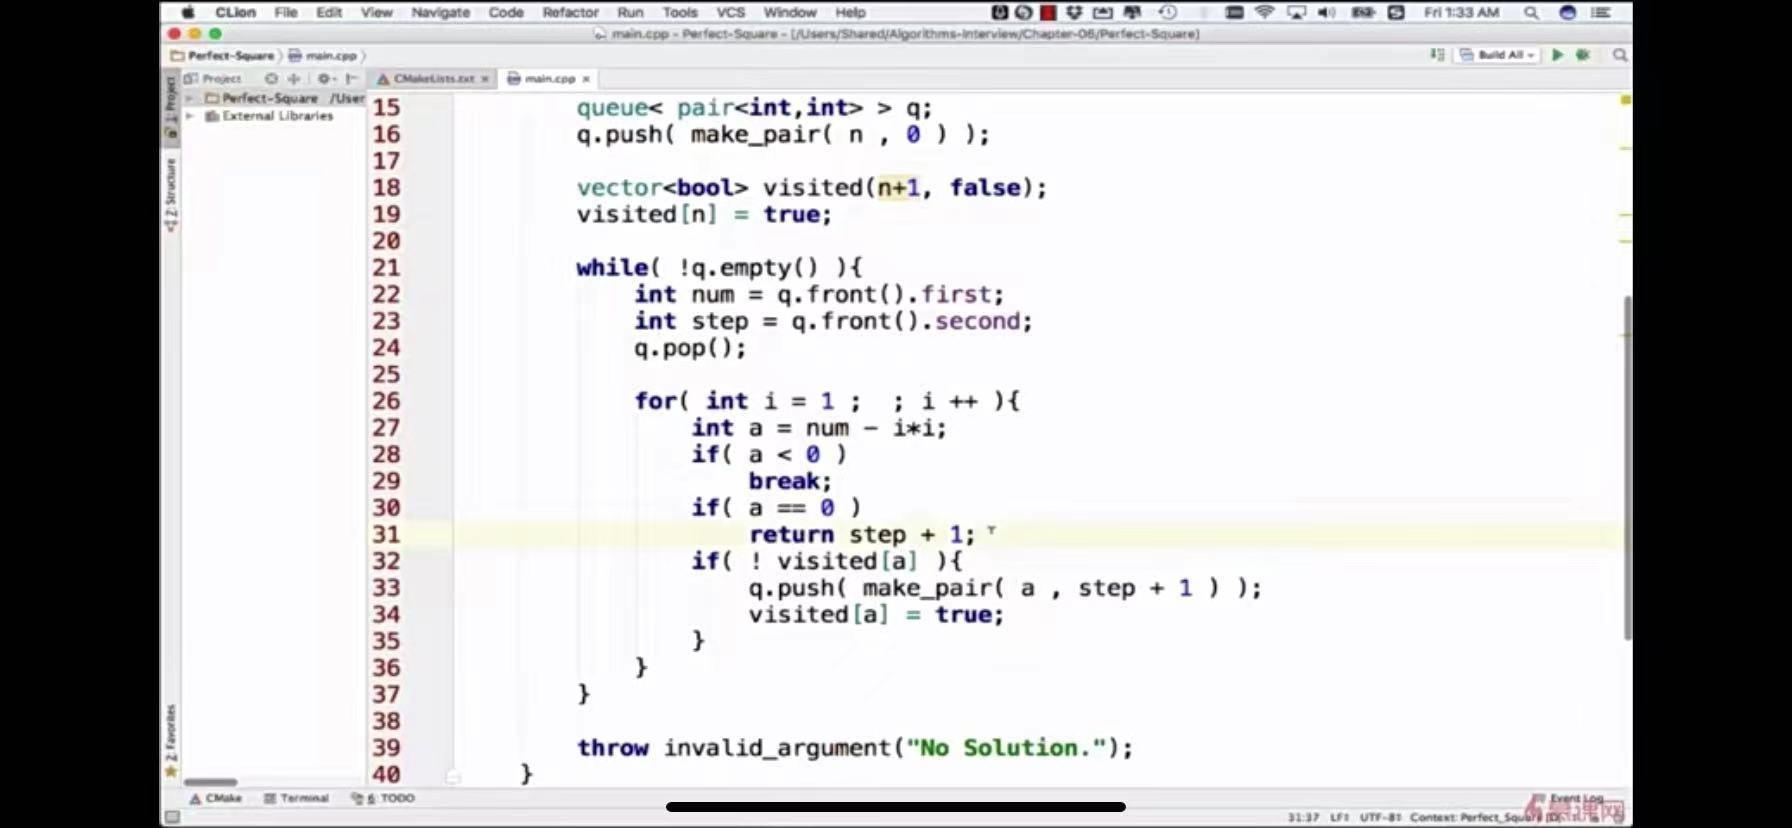 CLion File Edit View Navigate Code Refactor Run Tools VCS Window Help Fri 1:33 AM
main.cpp - Perfect-Square - [/Users/Shared/Algorithms-Interview/Chapter-06/Perfect-Square]
Perfect-Square main.cpp Build All
Project CMakeLists.txt main.cpp
Perfect-Square /User
External Libraries
1: Project
Z: Structure
2: Favorites
15 queue< pair<int,int> > q;
16 q.push( make_pair( n , 0 ) );
17
18 vector<bool> visited(n+1, false);
19 visited[n] = true;
20
21 while( !q.empty() ){
22 int num = q.front().first;
23 int step = q.front().second;
24 q.pop();
25
26 for( int i = 1 ; ; i ++ ){
27 int a = num - i*i;
28 if( a < 0 )
29 break;
30 if( a == 0 )
31 return step + 1;
32 if( ! visited[a] ){
33 q.push( make_pair( a , step + 1 ) );
34 visited[a] = true;
35 }
36 }
37 }
38
39 throw invalid_argument("No Solution.");
40 }
CMake Terminal 6: TODO Event Log
31:37 LF: UTF-8: Context: Perfect_Squ
慕课网